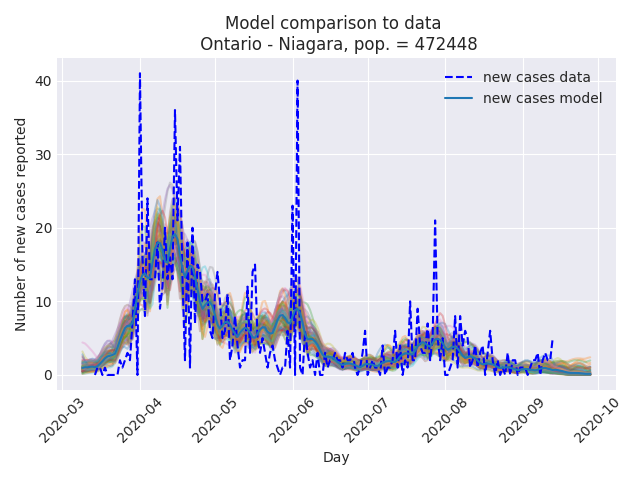 Model comparison to data
Ontario - Niagara, pop. = 472448
new cases data
new cases model
Number of new cases reported
40
30
20
10
0
2020-03
2020-04
2020-05
2020-06
2020-07
2020-08
2020-09
2020-10
Day